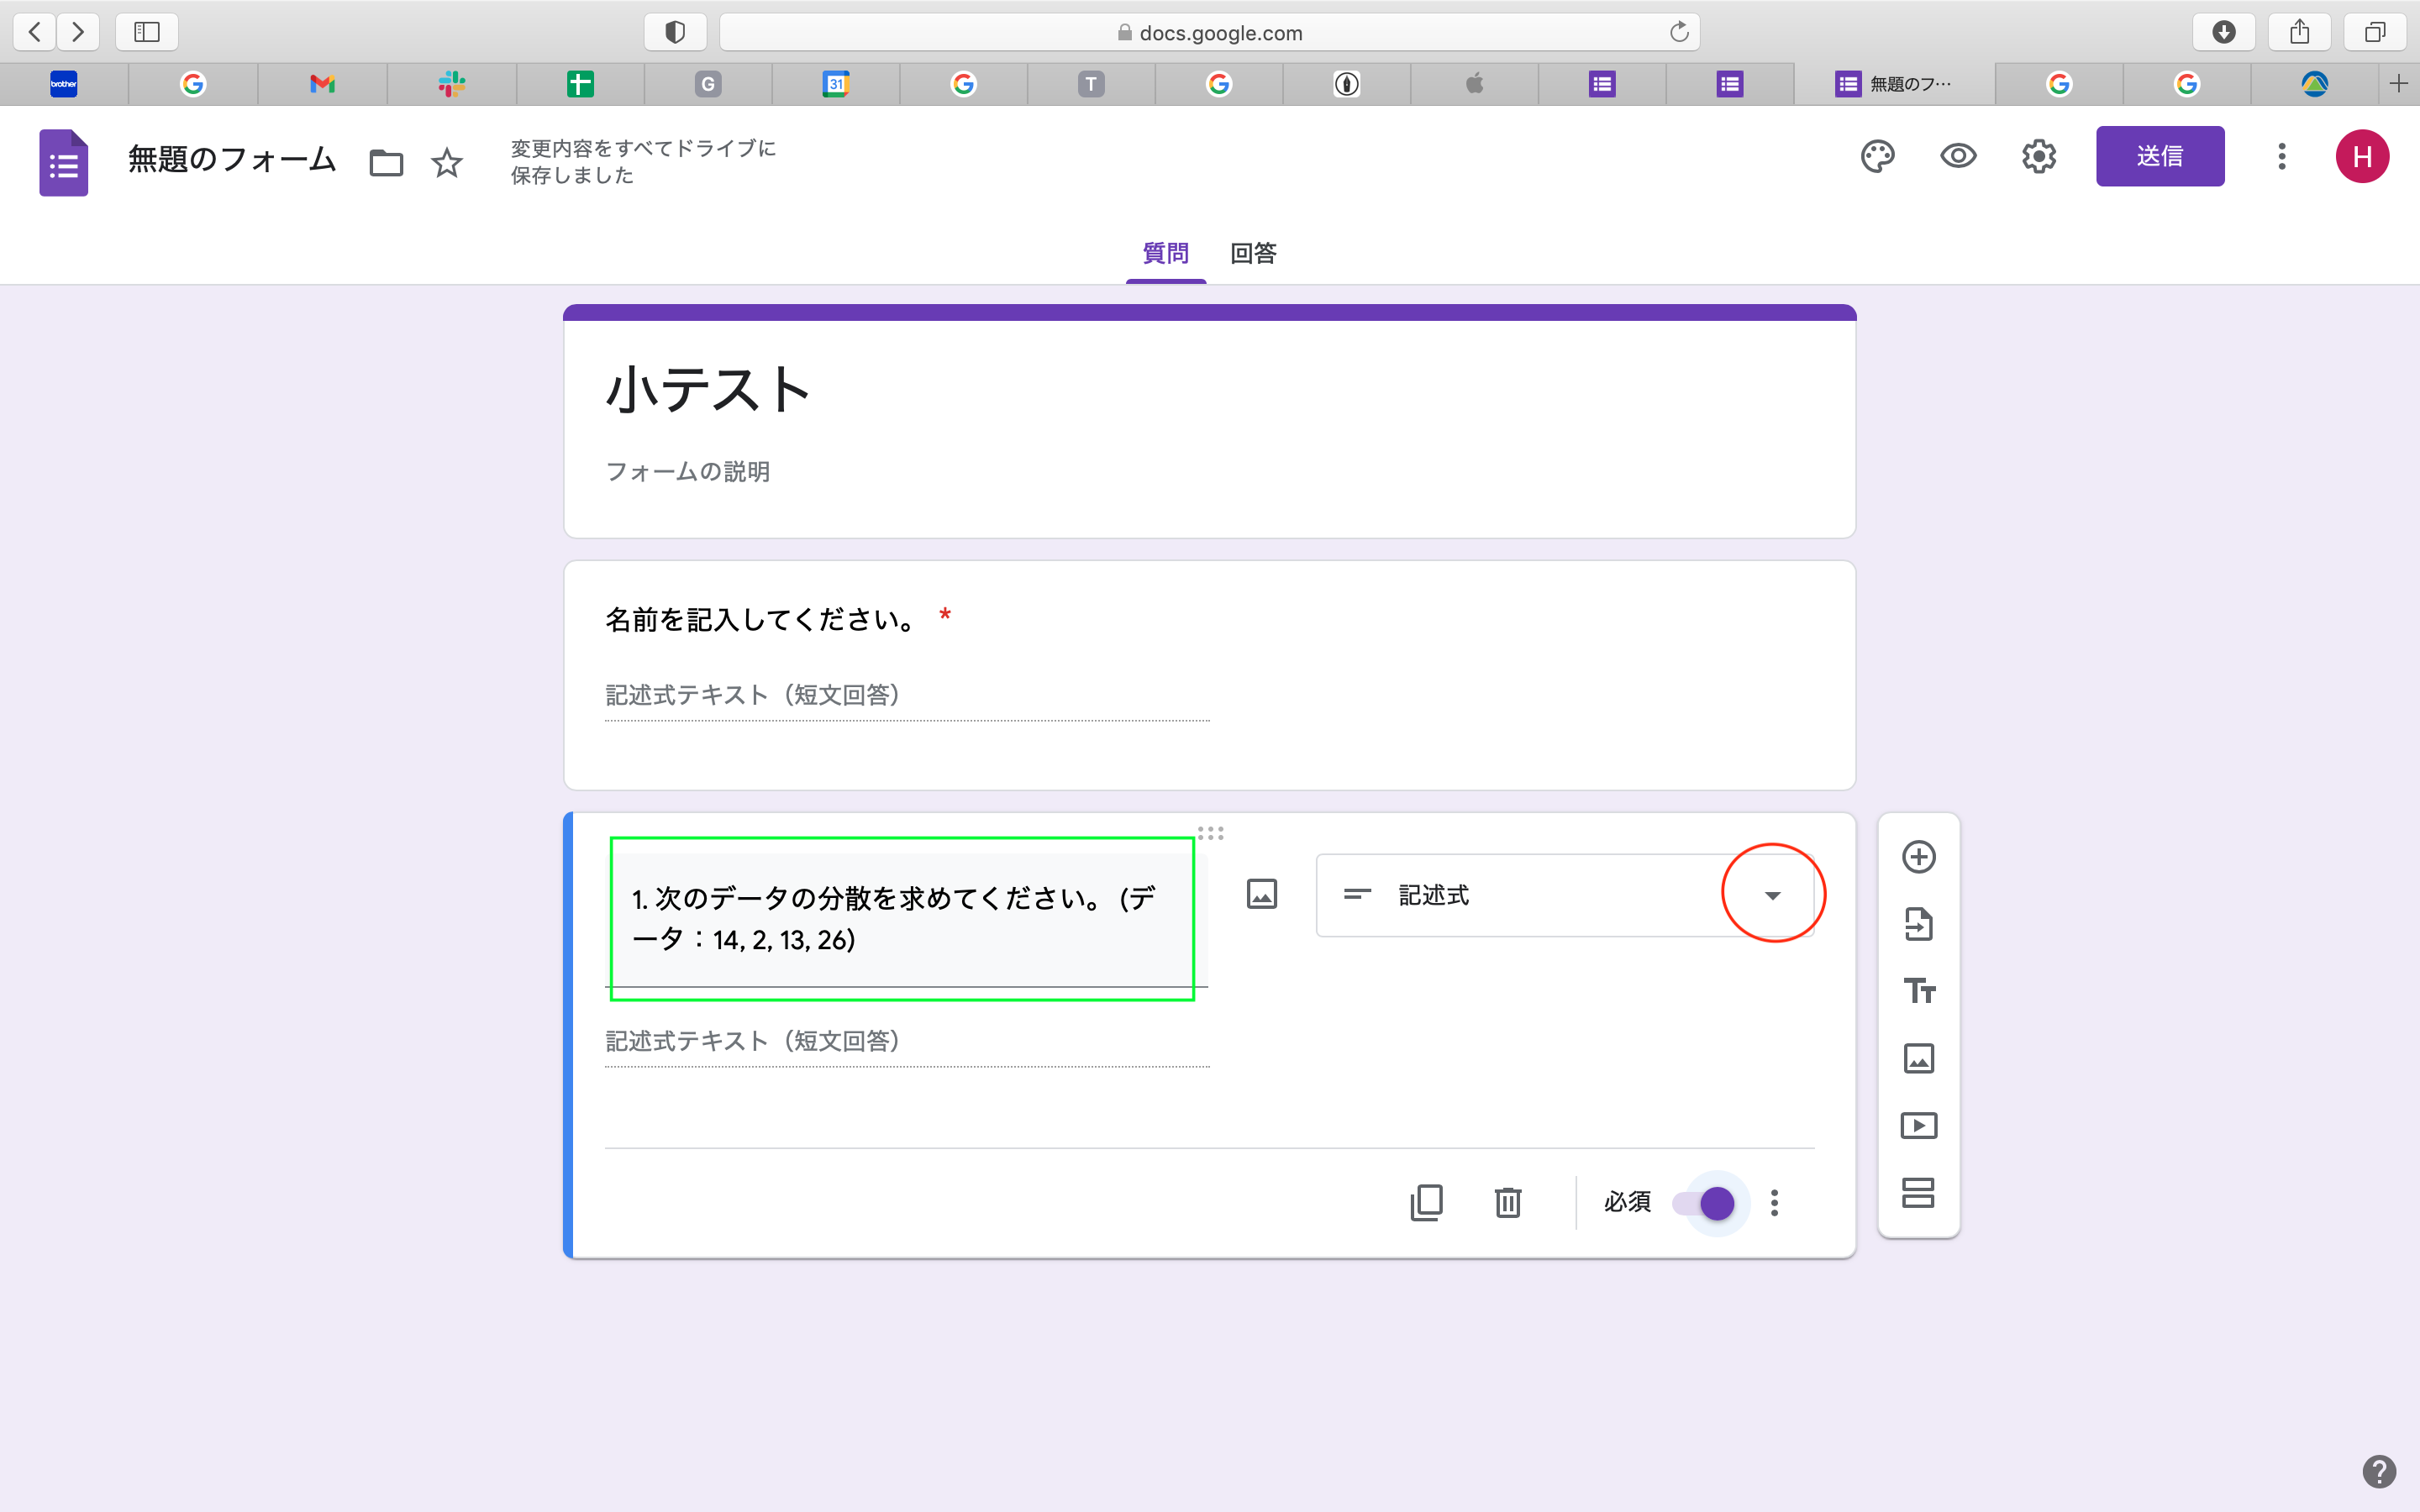 docs.google.com
brother
G
31
T
無題のフ…
無題のフォーム
変更内容をすべてドライブに
保存しました
送信
H
質問
回答
小テスト
フォームの説明
名前を記入してください。 *
記述式テキスト（短文回答）
1. 次のデータの分散を求めてください。 (デ
ータ：14, 2, 13, 26)
記述式
Tт
記述式テキスト（短文回答）
必須